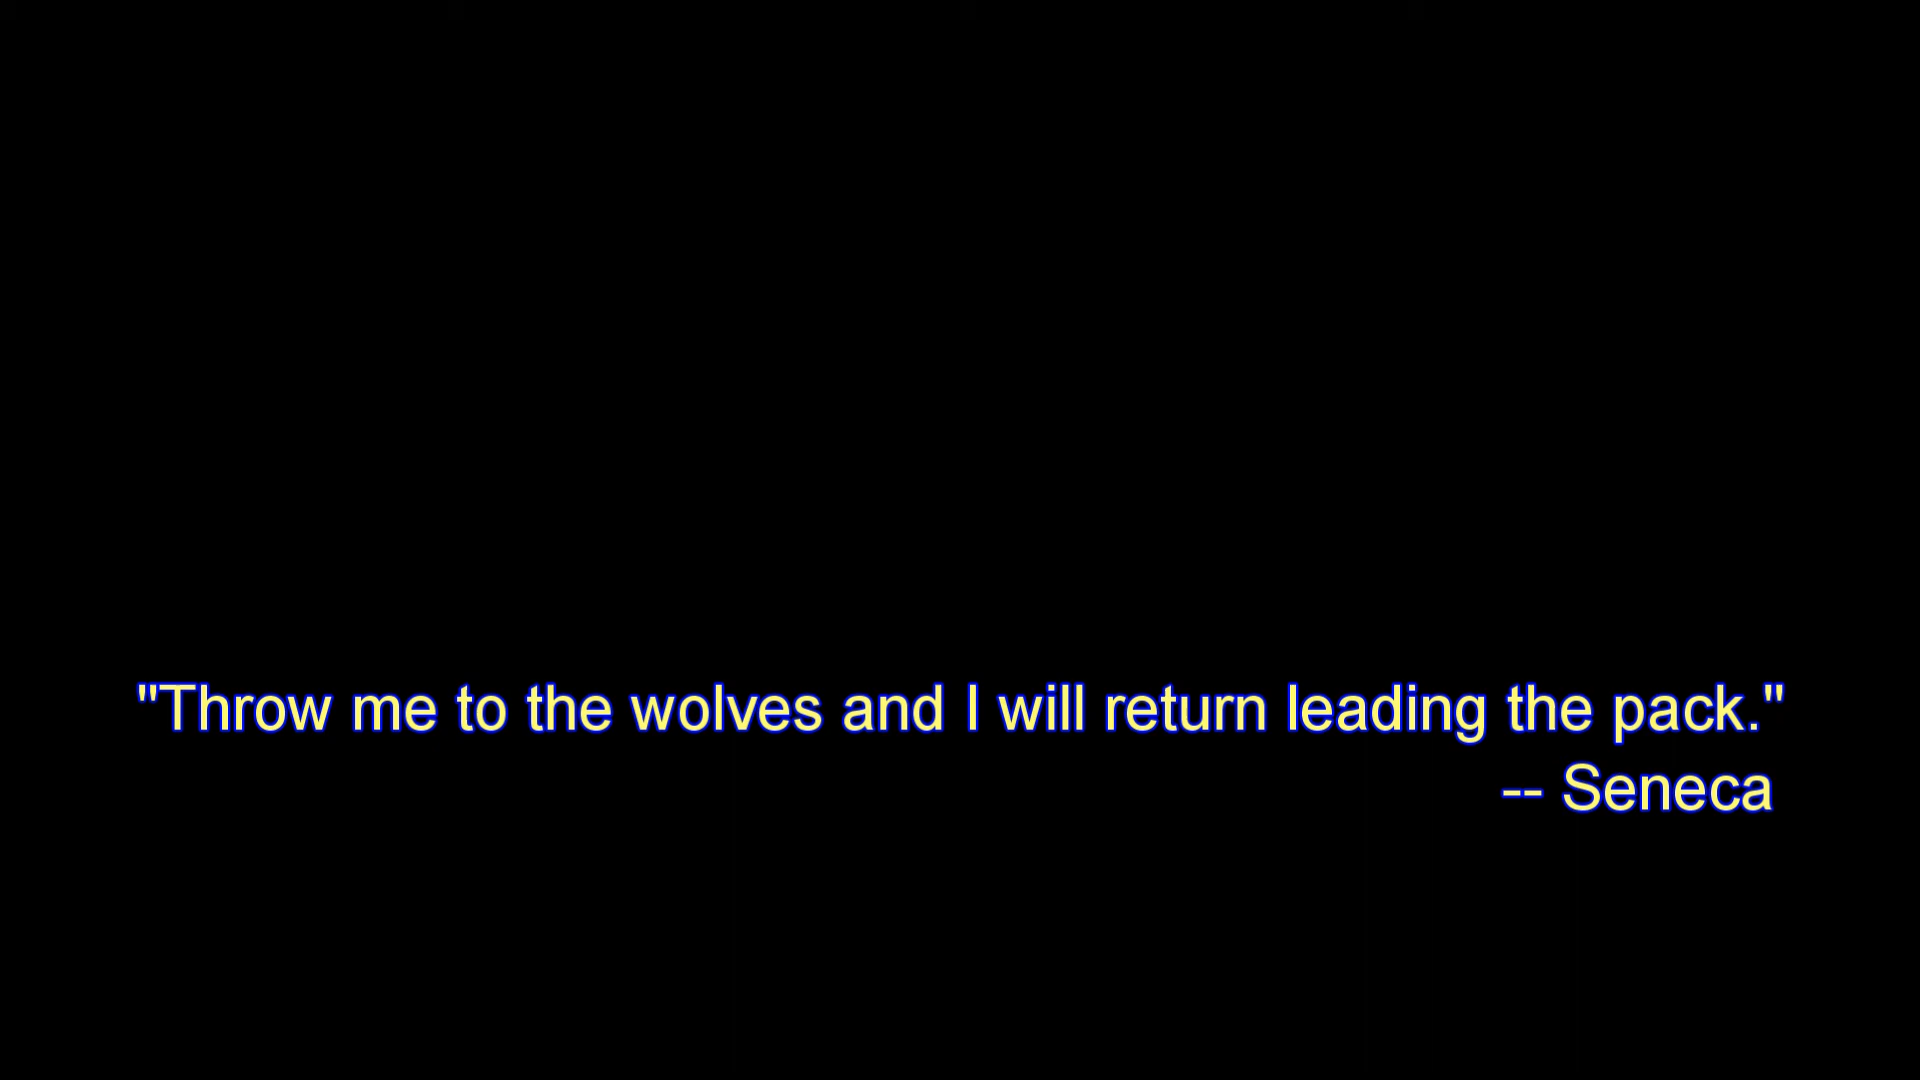 "Throw me to the wolves and I will return leading the pack."
-- Seneca